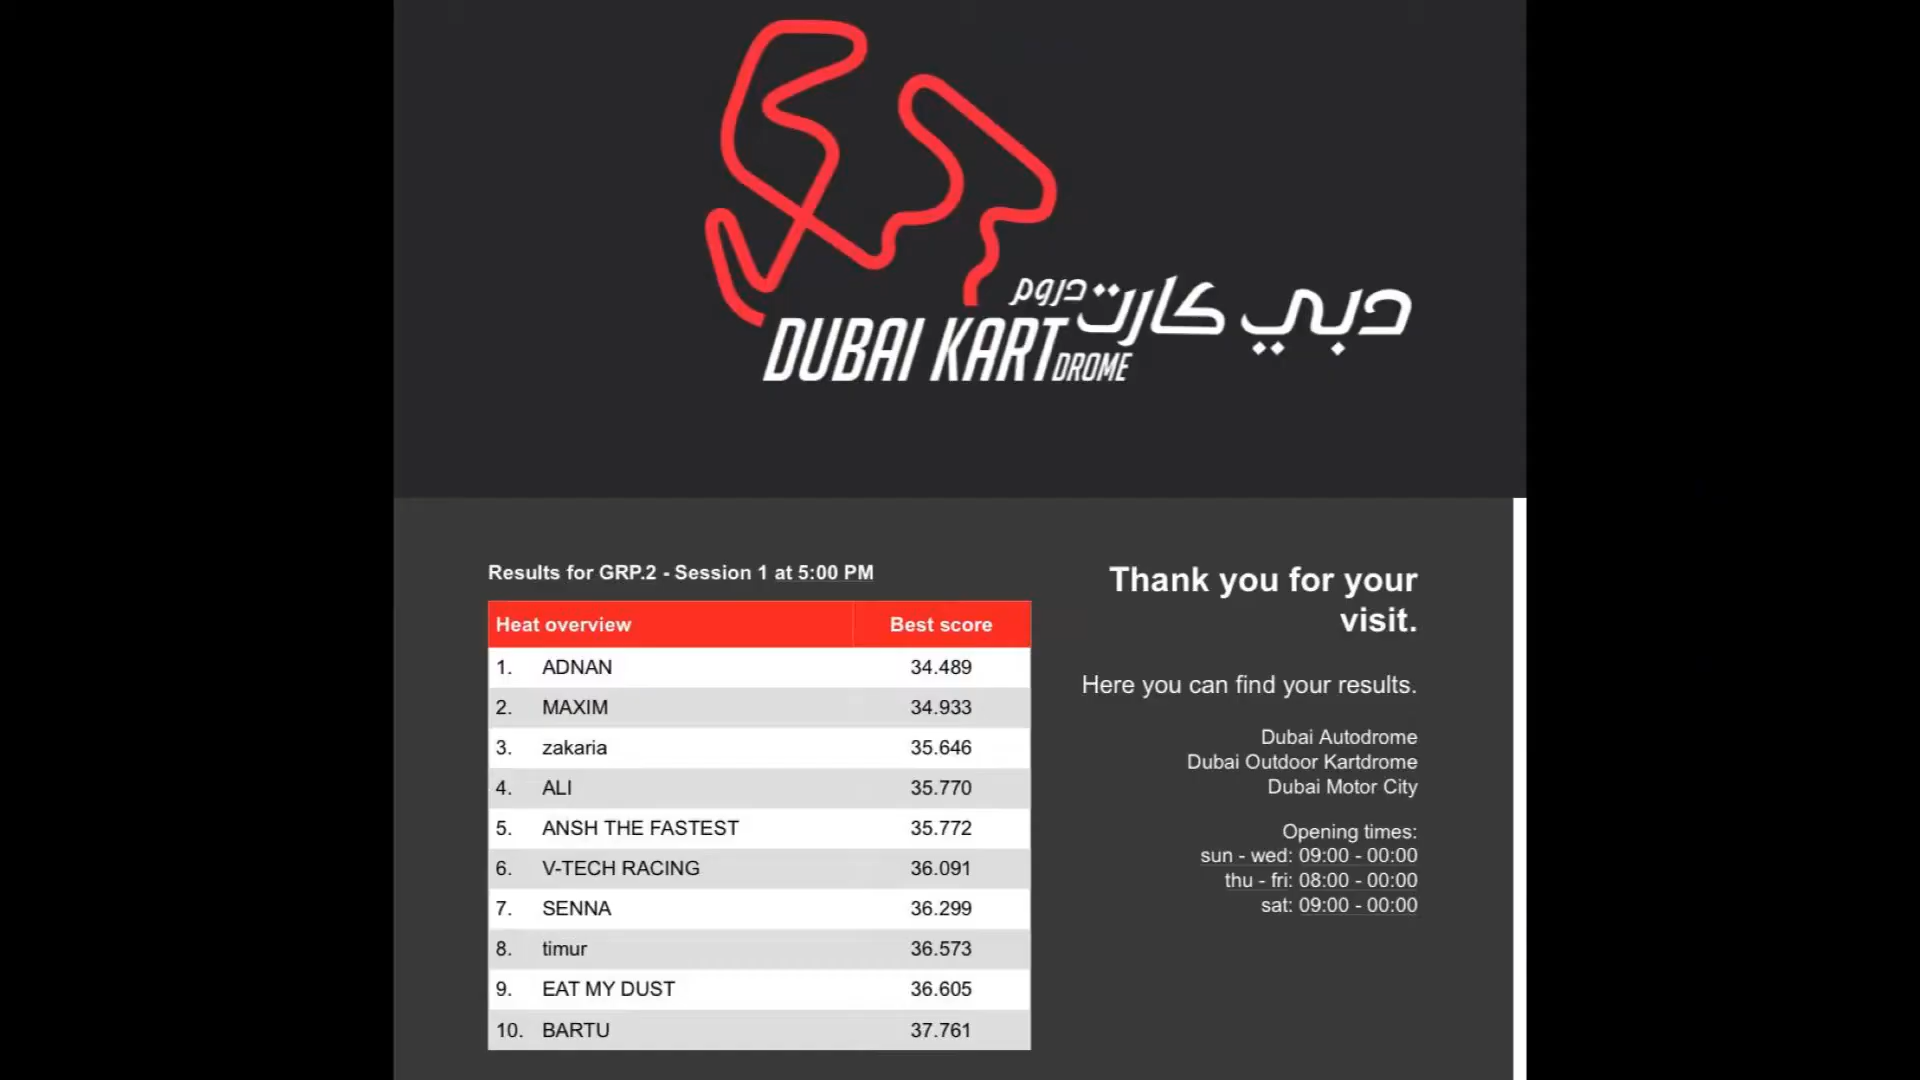 دبي كارت دروم
DUBAI KARTDROME
Results for GRP.2 - Session 1 at 5:00 PM
Heat overview Best score
1. ADNAN 34.489
2. MAXIM 34.933
3. zakaria 35.646
4. ALI 35.770
5. ANSH THE FASTEST 35.772
6. V-TECH RACING 36.091
7. SENNA 36.299
8. timur 36.573
9. EAT MY DUST 36.605
10. BARTU 37.761
Thank you for your
visit.
Here you can find your results.
Dubai Autodrome
Dubai Outdoor Kartdrome
Dubai Motor City
Opening times:
sun - wed: 09:00 - 00:00
thu - fri: 08:00 - 00:00
sat: 09:00 - 00:00